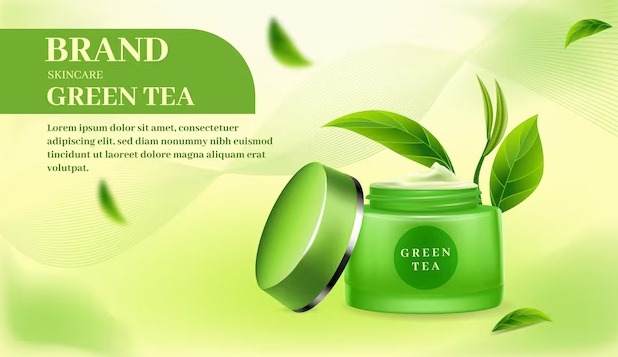 BRAND
SKINCARE
GREEN TEA
Lorem ipsum dolor sit amet, consectetuer
adipiscing elit, sed diam nonummy nibh euismod
tincidunt ut laoreet dolore magna aliquam erat
volutpat.
GREEN
TEA